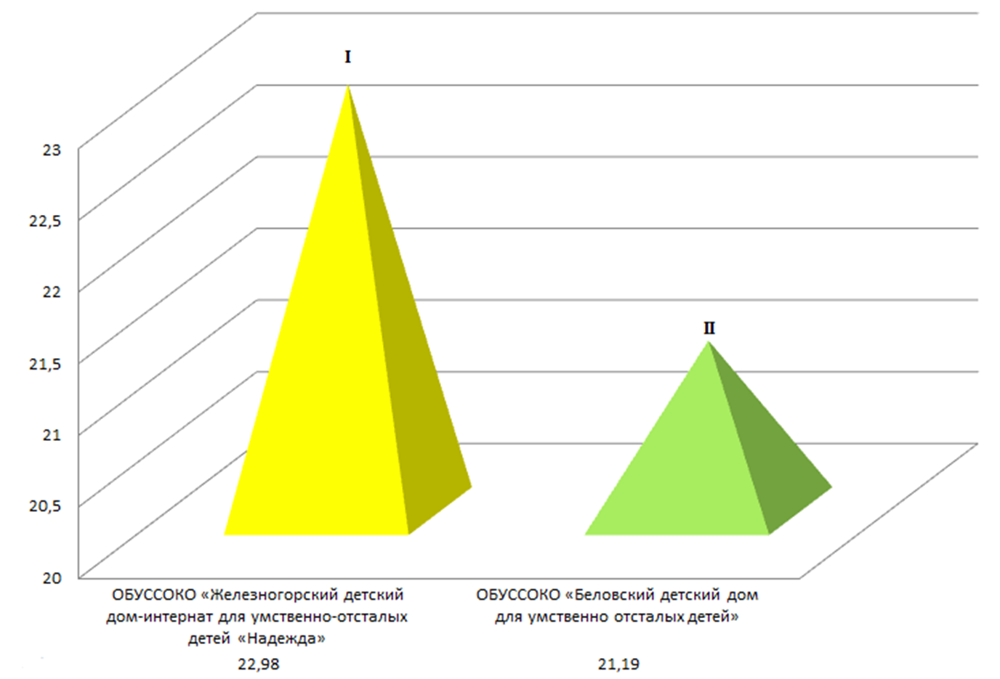 I
23
22,5
22
II
21,5
21
20,5
20
ОБУССОКО «Железногорский детский
дом-интернат для умственно-отсталых
детей «Надежда»
22,98
ОБУССОКО «Беловский детский дом
для умственно отсталых детей»
21,19